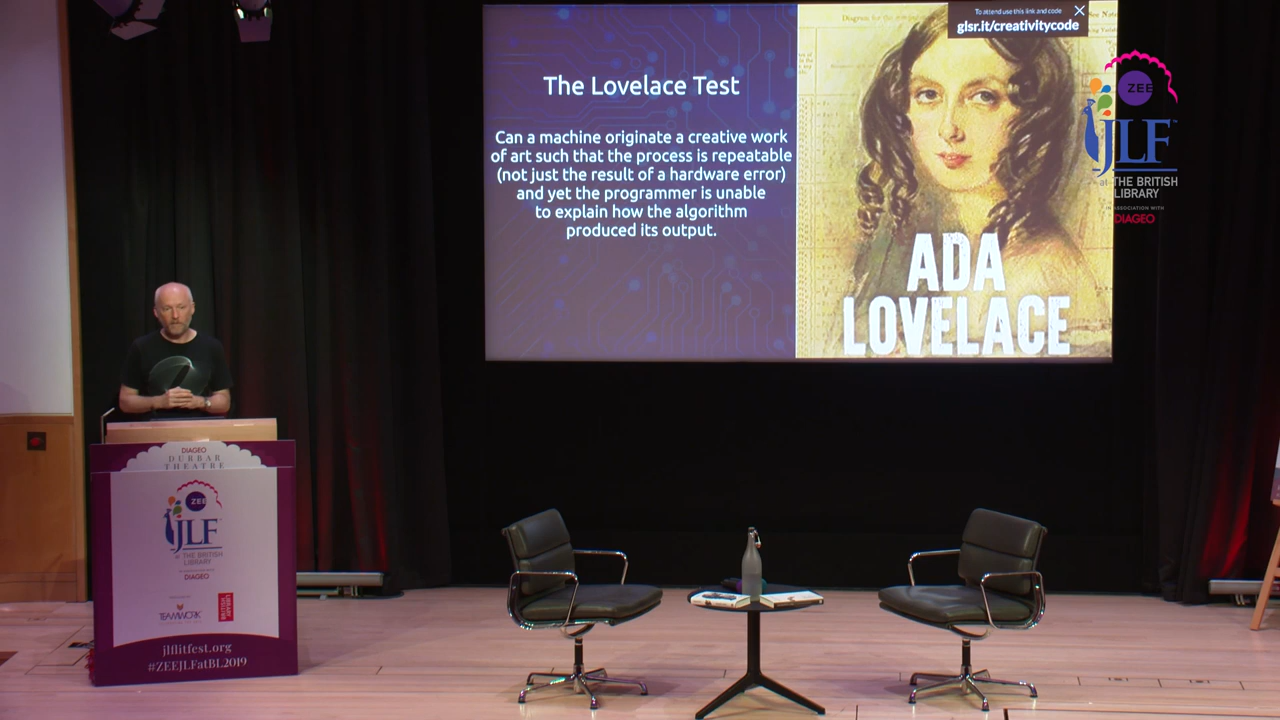 To attend use this link and code
glsr.it/creativitycode
The Lovelace Test
Can a machine originate a creative work
of art such that the process is repeatable
(not just the result of a hardware error)
and yet the programmer is unable
to explain how the algorithm
produced its output.
ADA
LOVELACE
ZEE
JLF
at THE BRITISH
LIBRARY
IN ASSOCIATION WITH
DIAGEO
DIAGEO
DURBAR
THEATRE
ZEE
JLF
at THE BRITISH
LIBRARY
DIAGEO
TEAMWORK
jlflitfest.org
#ZEEJLFatBL2019